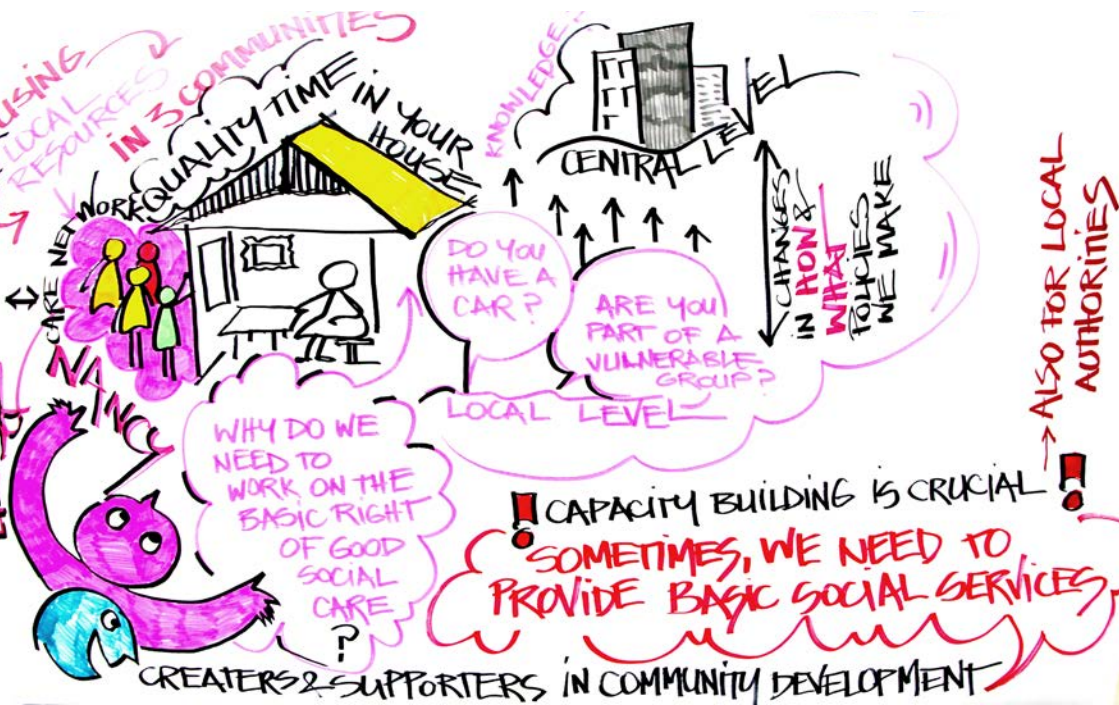 USING
LOCAL
RESOURCES
IN 3 COMMUNITIES
QUALITY TIME IN YOUR
HOUSE
CARE NETWORK
NANCY
KNOWLEDGE
CENTRAL LEVEL
DO YOU
HAVE A
CAR?
ARE YOU
PART OF A
VULNERABLE
GROUP?
LOCAL LEVEL
CHANGES
IN HOW &
WHAT
POLICIES
WE MAKE
→ ALSO FOR LOCAL
AUTHORITIES
WHY DO WE
NEED TO
WORK ON THE
BASIC RIGHT
OF GOOD
SOCIAL
CARE
?
! CAPACITY BUILDING IS CRUCIAL !
SOMETIMES, WE NEED TO
PROVIDE BASIC SOCIAL SERVICES
CREATERS & SUPPORTERS IN COMMUNITY DEVELOPMENT